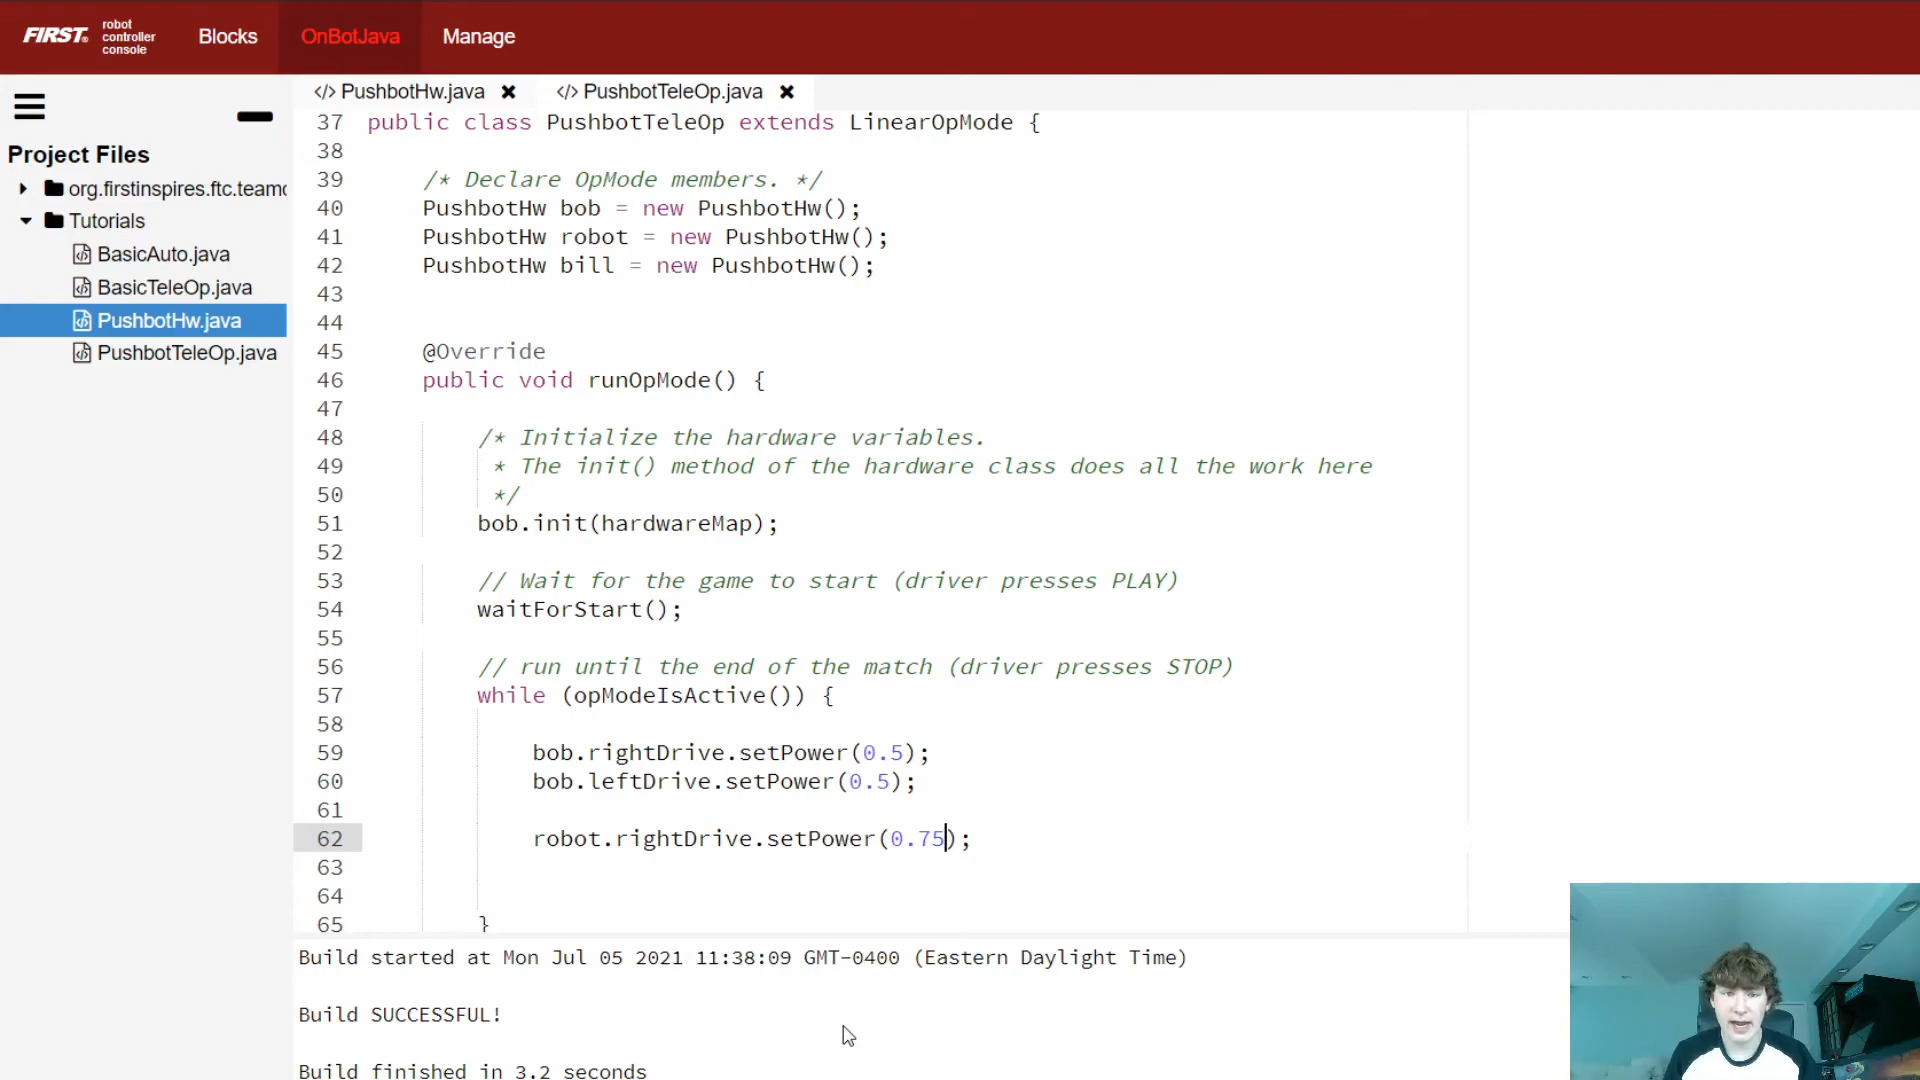 FIRST® robot controller console Blocks OnBotJava Manage
</> PushbotHw.java ✖ </> PushbotTeleOp.java ✖
Project Files
org.firstinspires.ftc.teamc
Tutorials
BasicAuto.java
BasicTeleOp.java
PushbotHw.java
PushbotTeleOp.java
37 public class PushbotTeleOp extends LinearOpMode {
38
39 /* Declare OpMode members. */
40 PushbotHw bob = new PushbotHw();
41 PushbotHw robot = new PushbotHw();
42 PushbotHw bill = new PushbotHw();
43
44
45 @Override
46 public void runOpMode() {
47
48 /* Initialize the hardware variables.
49 * The init() method of the hardware class does all the work here
50 */
51 bob.init(hardwareMap);
52
53 // Wait for the game to start (driver presses PLAY)
54 waitForStart();
55
56 // run until the end of the match (driver presses STOP)
57 while (opModeIsActive()) {
58
59 bob.rightDrive.setPower(0.5);
60 bob.leftDrive.setPower(0.5);
61
62 robot.rightDrive.setPower(0.75);
63
64
65 }
Build started at Mon Jul 05 2021 11:38:09 GMT-0400 (Eastern Daylight Time)
Build SUCCESSFUL!
Build finished in 3.2 seconds